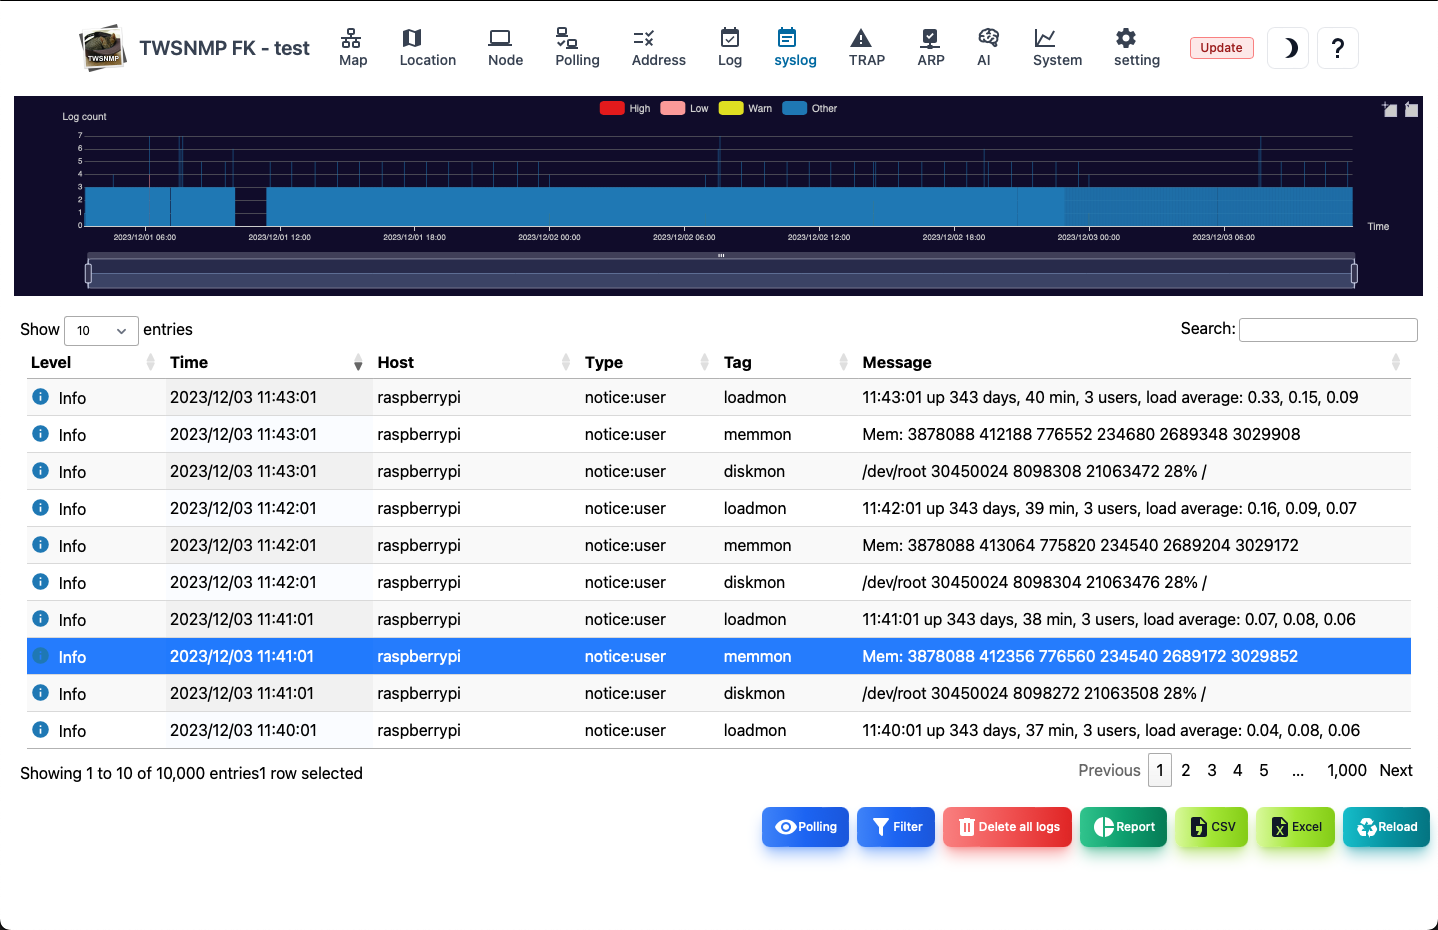 TWSNMP
TWSNMP FK - test
Map
Location
Node
Polling
Address
Log
syslog
TRAP
ARP
AI
System
setting
Update
?
High Low Warn Other
Log count
7
6
5
4
3
2
1
0
2023/12/01 06:00 2023/12/01 12:00 2023/12/01 18:00 2023/12/02 00:00 2023/12/02 06:00 2023/12/02 12:00 2023/12/02 18:00 2023/12/03 00:00 2023/12/03 06:00
Time
Show 10 entries
Search:
Level Time Host Type Tag Message
Info 2023/12/03 11:43:01 raspberrypi notice:user loadmon 11:43:01 up 343 days, 40 min, 3 users, load average: 0.33, 0.15, 0.09
Info 2023/12/03 11:43:01 raspberrypi notice:user memmon Mem: 3878088 412188 776552 234680 2689348 3029908
Info 2023/12/03 11:43:01 raspberrypi notice:user diskmon /dev/root 30450024 8098308 21063472 28% /
Info 2023/12/03 11:42:01 raspberrypi notice:user loadmon 11:42:01 up 343 days, 39 min, 3 users, load average: 0.16, 0.09, 0.07
Info 2023/12/03 11:42:01 raspberrypi notice:user memmon Mem: 3878088 413064 775820 234540 2689204 3029172
Info 2023/12/03 11:42:01 raspberrypi notice:user diskmon /dev/root 30450024 8098304 21063476 28% /
Info 2023/12/03 11:41:01 raspberrypi notice:user loadmon 11:41:01 up 343 days, 38 min, 3 users, load average: 0.07, 0.08, 0.06
Info 2023/12/03 11:41:01 raspberrypi notice:user memmon Mem: 3878088 412356 776560 234540 2689172 3029852
Info 2023/12/03 11:41:01 raspberrypi notice:user diskmon /dev/root 30450024 8098272 21063508 28% /
Info 2023/12/03 11:40:01 raspberrypi notice:user loadmon 11:40:01 up 343 days, 37 min, 3 users, load average: 0.04, 0.08, 0.06
Showing 1 to 10 of 10,000 entries1 row selected
Previous 1 2 3 4 5 ... 1,000 Next
Polling
Filter
Delete all logs
Report
CSV
Excel
Reload